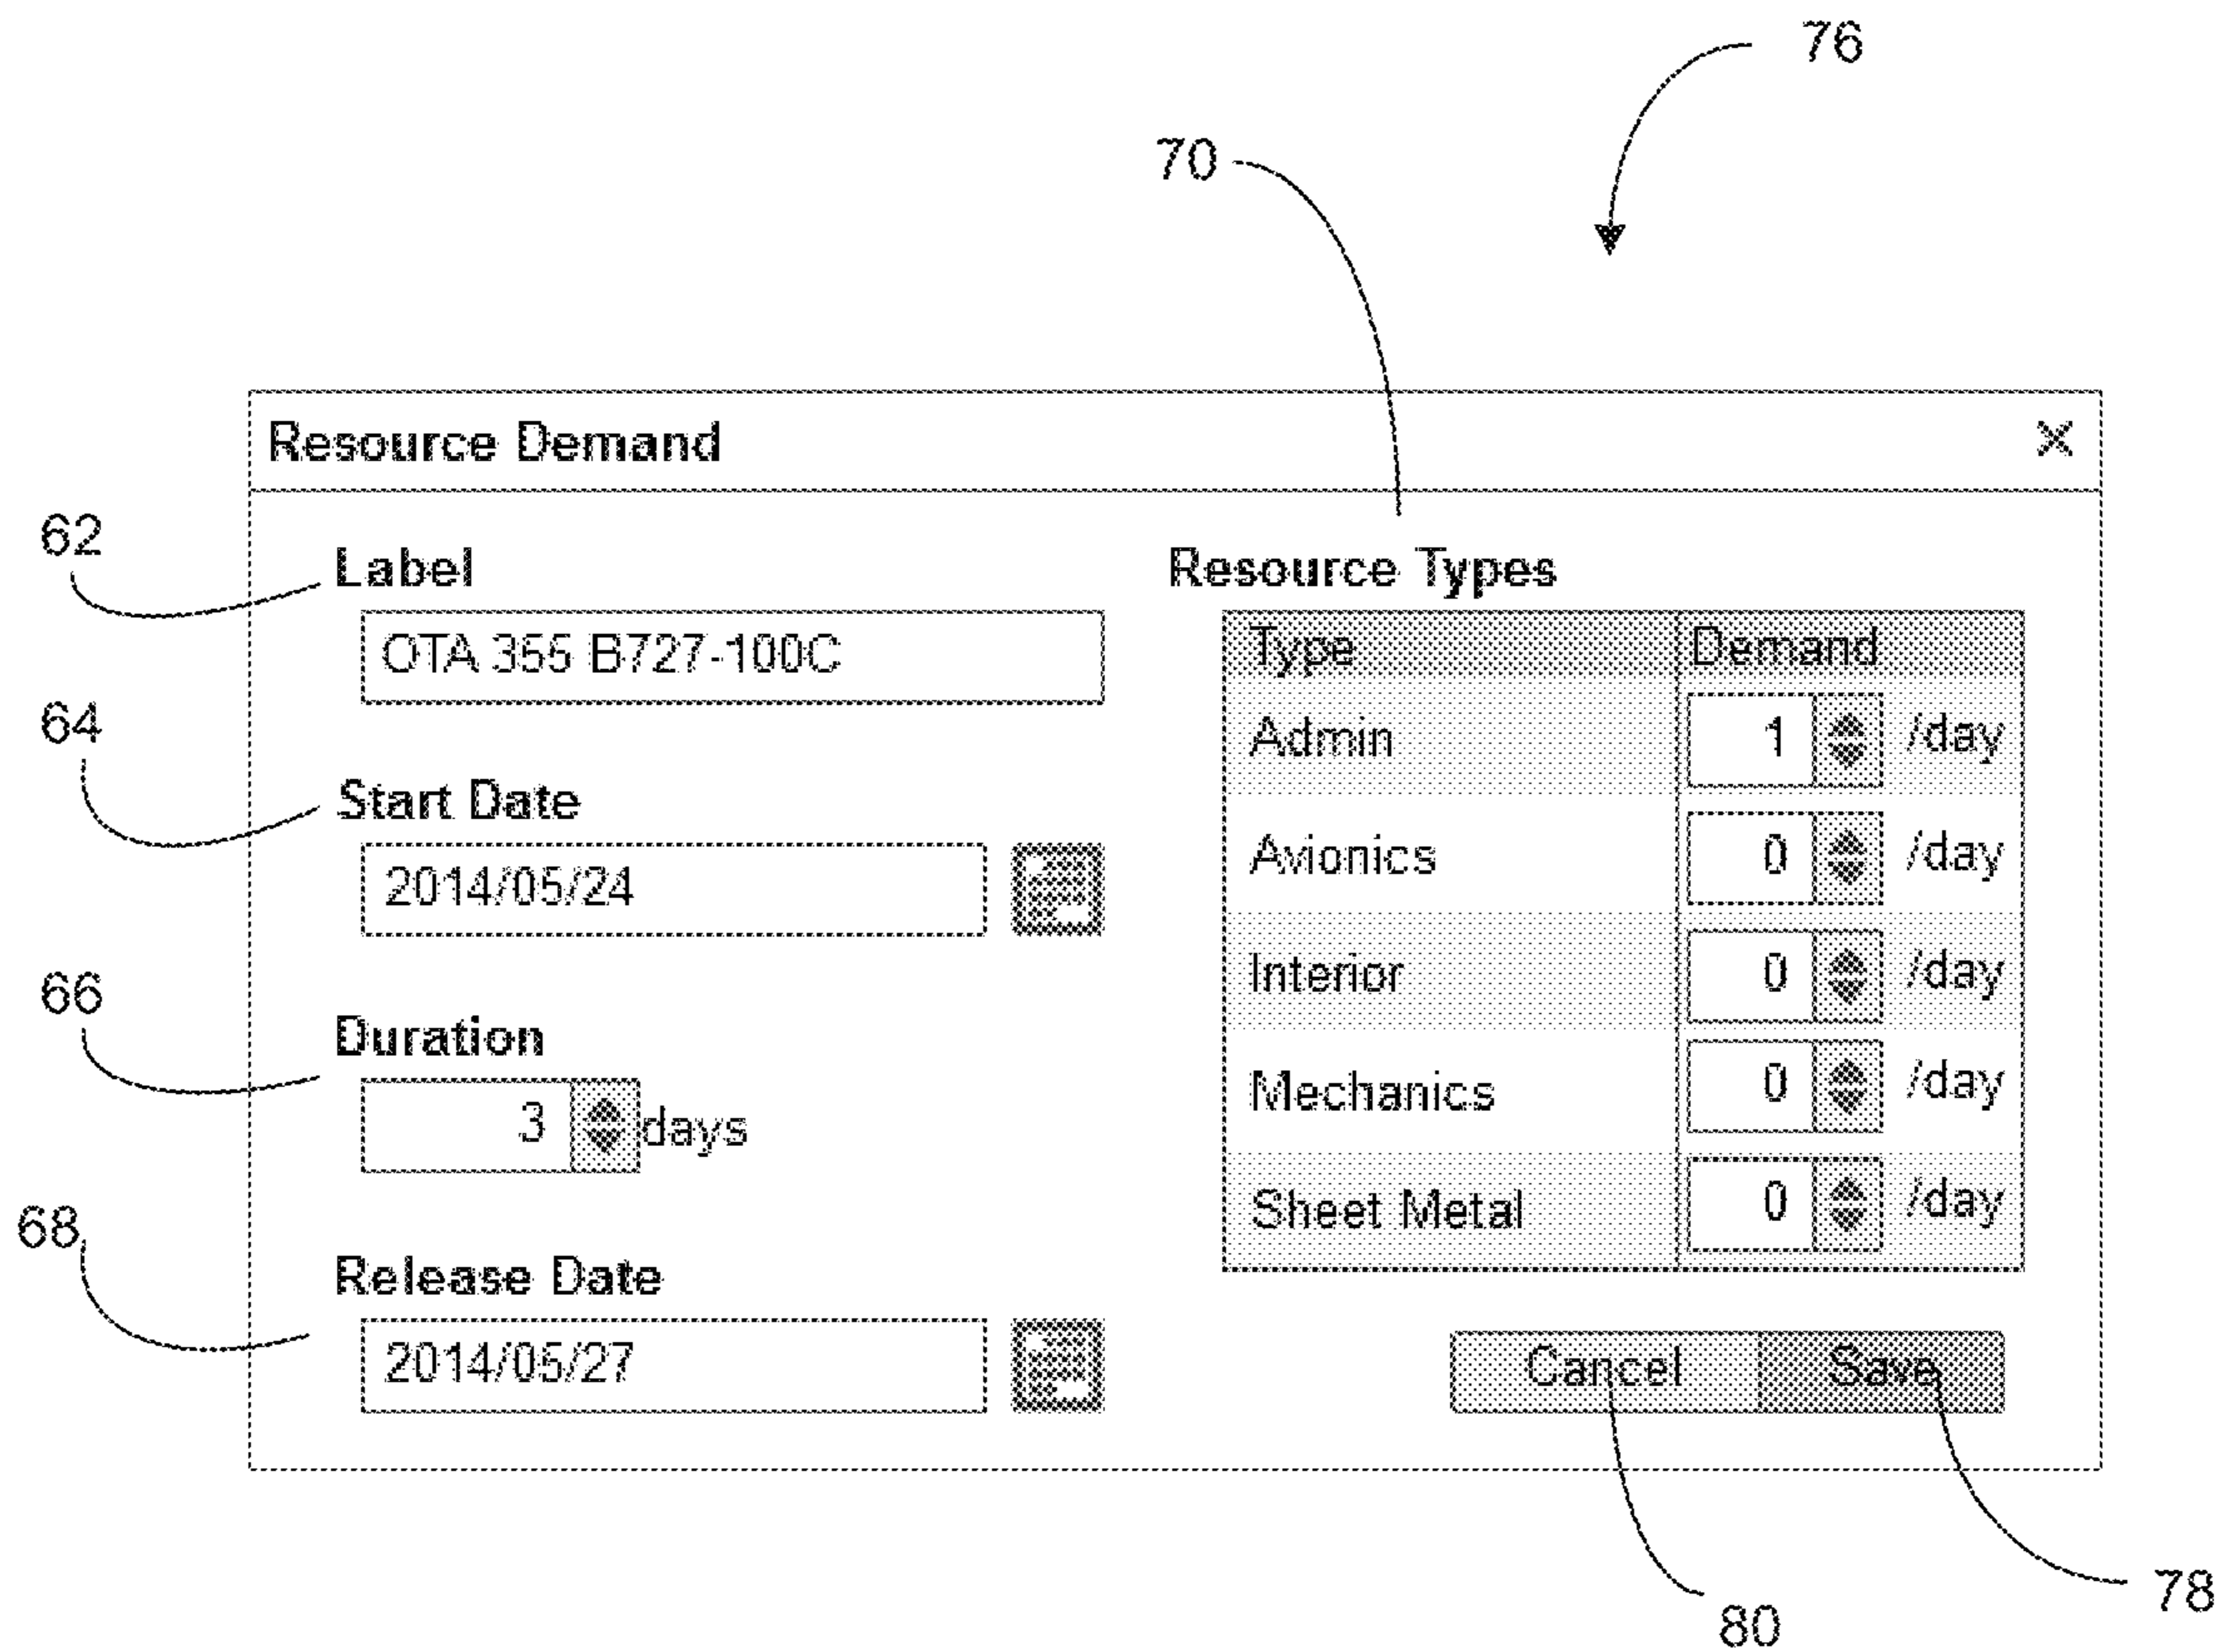 76
70
Resource Demand
62
Label
OTA 355 B727-100C
64
Start Date
2014/05/24
66
Duration
3 days
68
Release Date
2014/05/27
Resource Types
Type Demand
Admin 1 /day
Avionics 0 /day
Interior 0 /day
Mechanics 0 /day
Sheet Metal 0 /day
Cancel Save
80
78